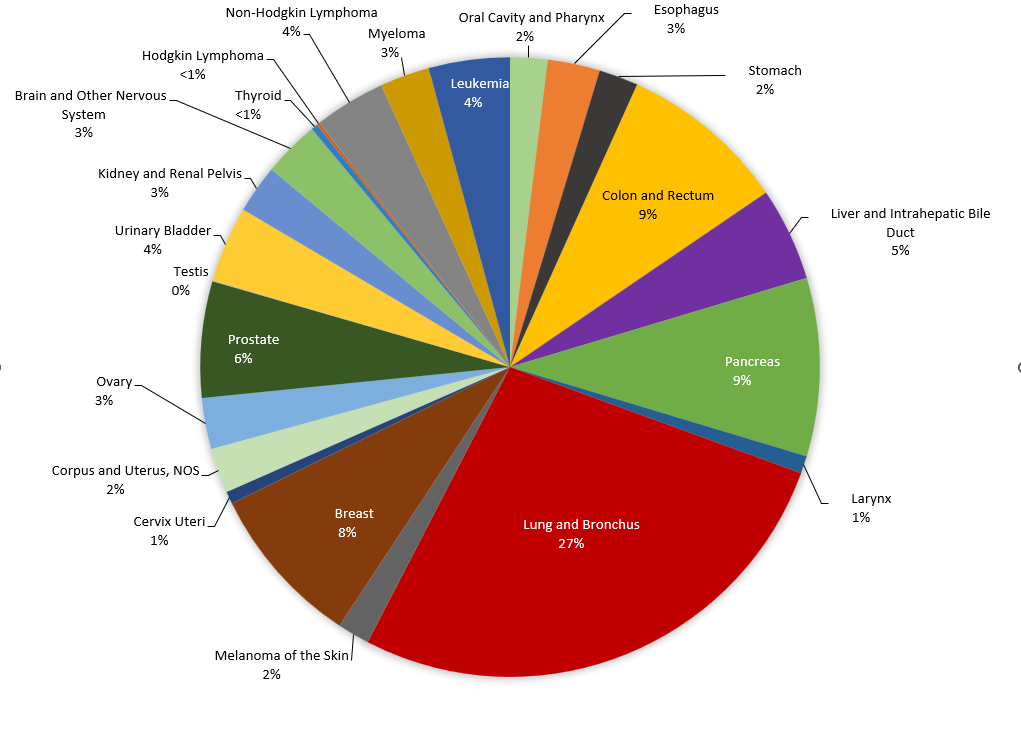 Non-Hodgkin Lymphoma
4%
Myeloma
3%
Oral Cavity and Pharynx
2%
Esophagus
3%
Stomach
2%
Hodgkin Lymphoma
<1%
Thyroid
<1%
Brain and Other Nervous
System
3%
Leukemia
4%
Colon and Rectum
9%
Liver and Intrahepatic Bile
Duct
5%
Kidney and Renal Pelvis
3%
Urinary Bladder
4%
Testis
0%
Prostate
6%
Pancreas
9%
Ovary
3%
Corpus and Uterus, NOS
2%
Cervix Uteri
1%
Breast
8%
Lung and Bronchus
27%
Larynx
1%
Melanoma of the Skin
2%